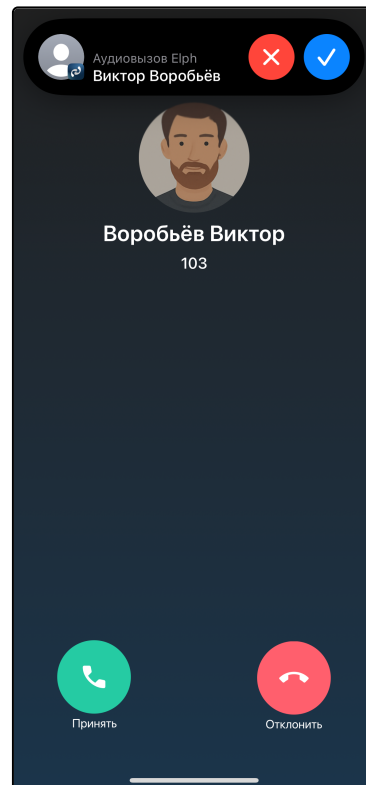 Аудиовызов Elph
Виктор Воробьёв
Воробьёв Виктор
103
Принять
Отклонить